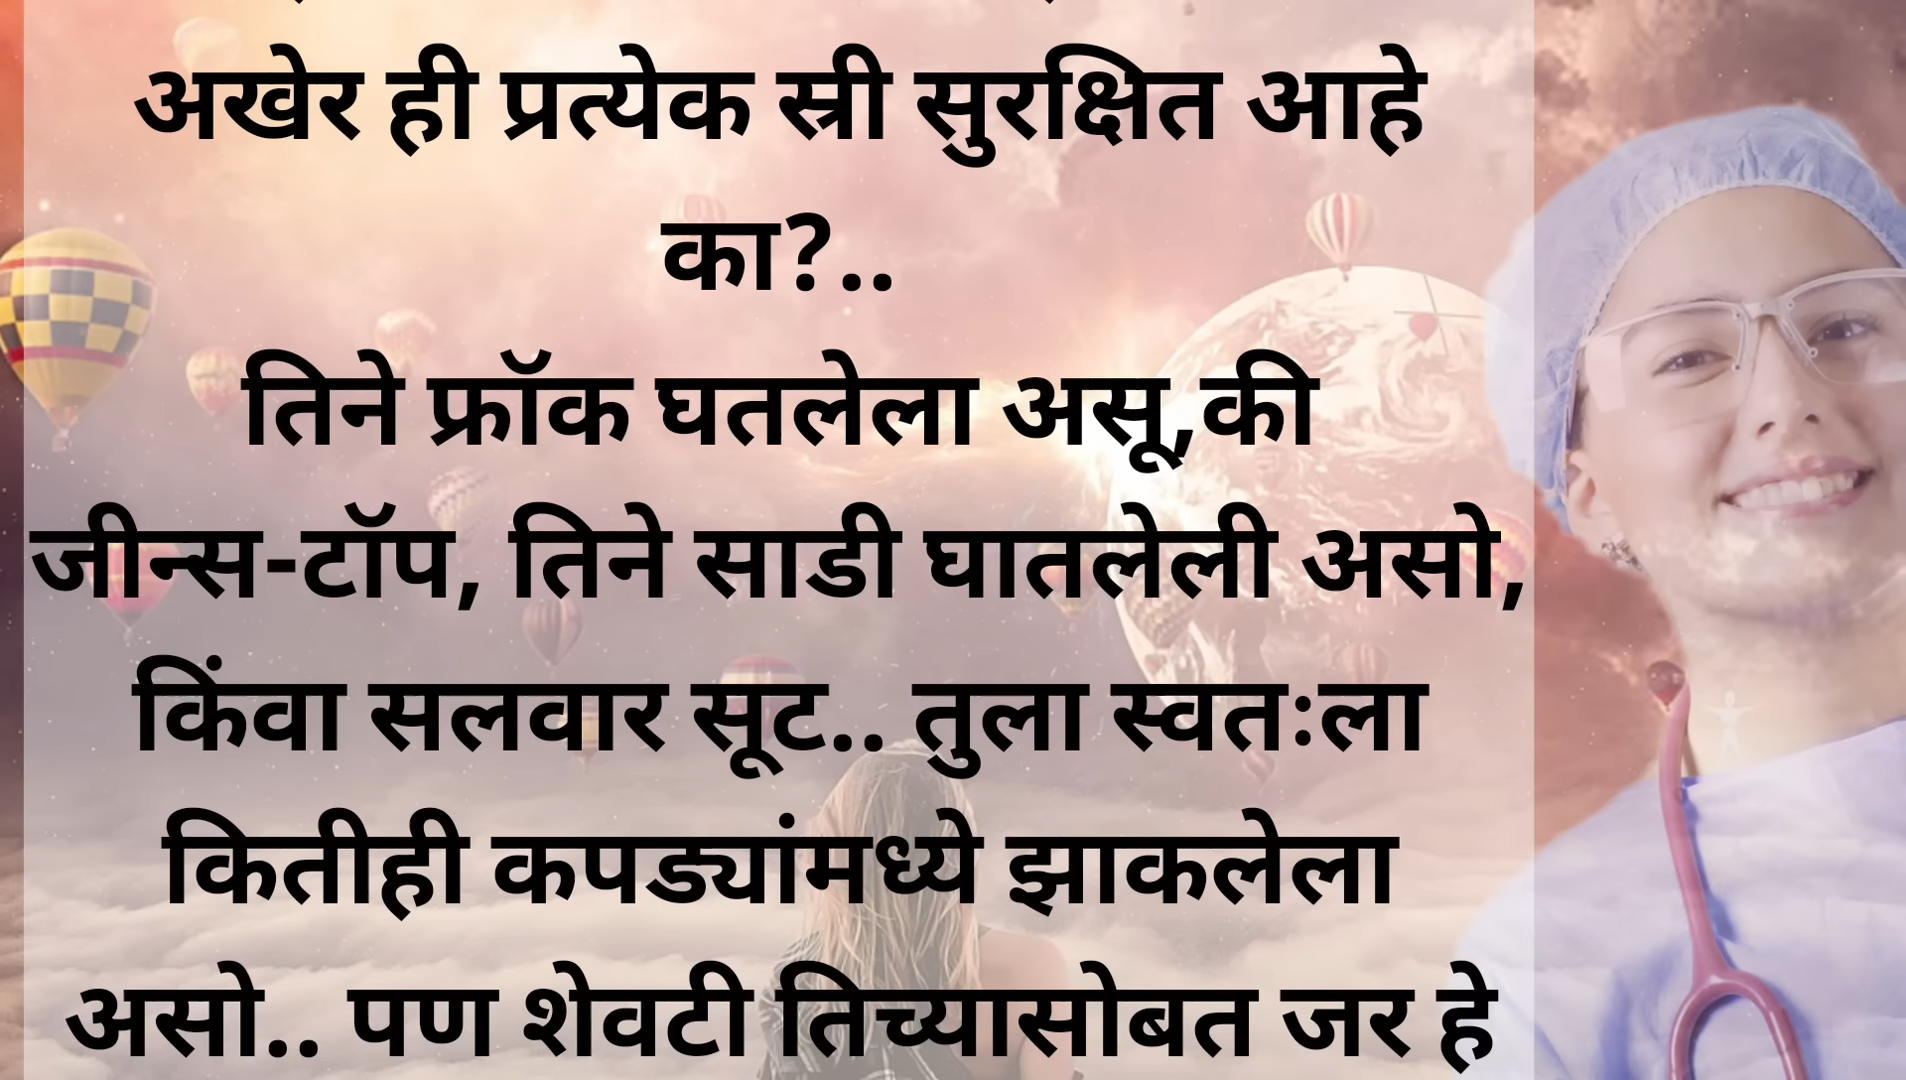 अखेर ही प्रत्येक स्री सुरक्षित आहे
का?..
तिने फ्रॉक घतलेला असू,की
जीन्स-टॉप, तिने साडी घातलेली असो,
किंवा सलवार सूट.. तुला स्वतःला
कितीही कपड्यांमध्ये झाकलेला
असो.. पण शेवटी तिच्यासोबत जर हे